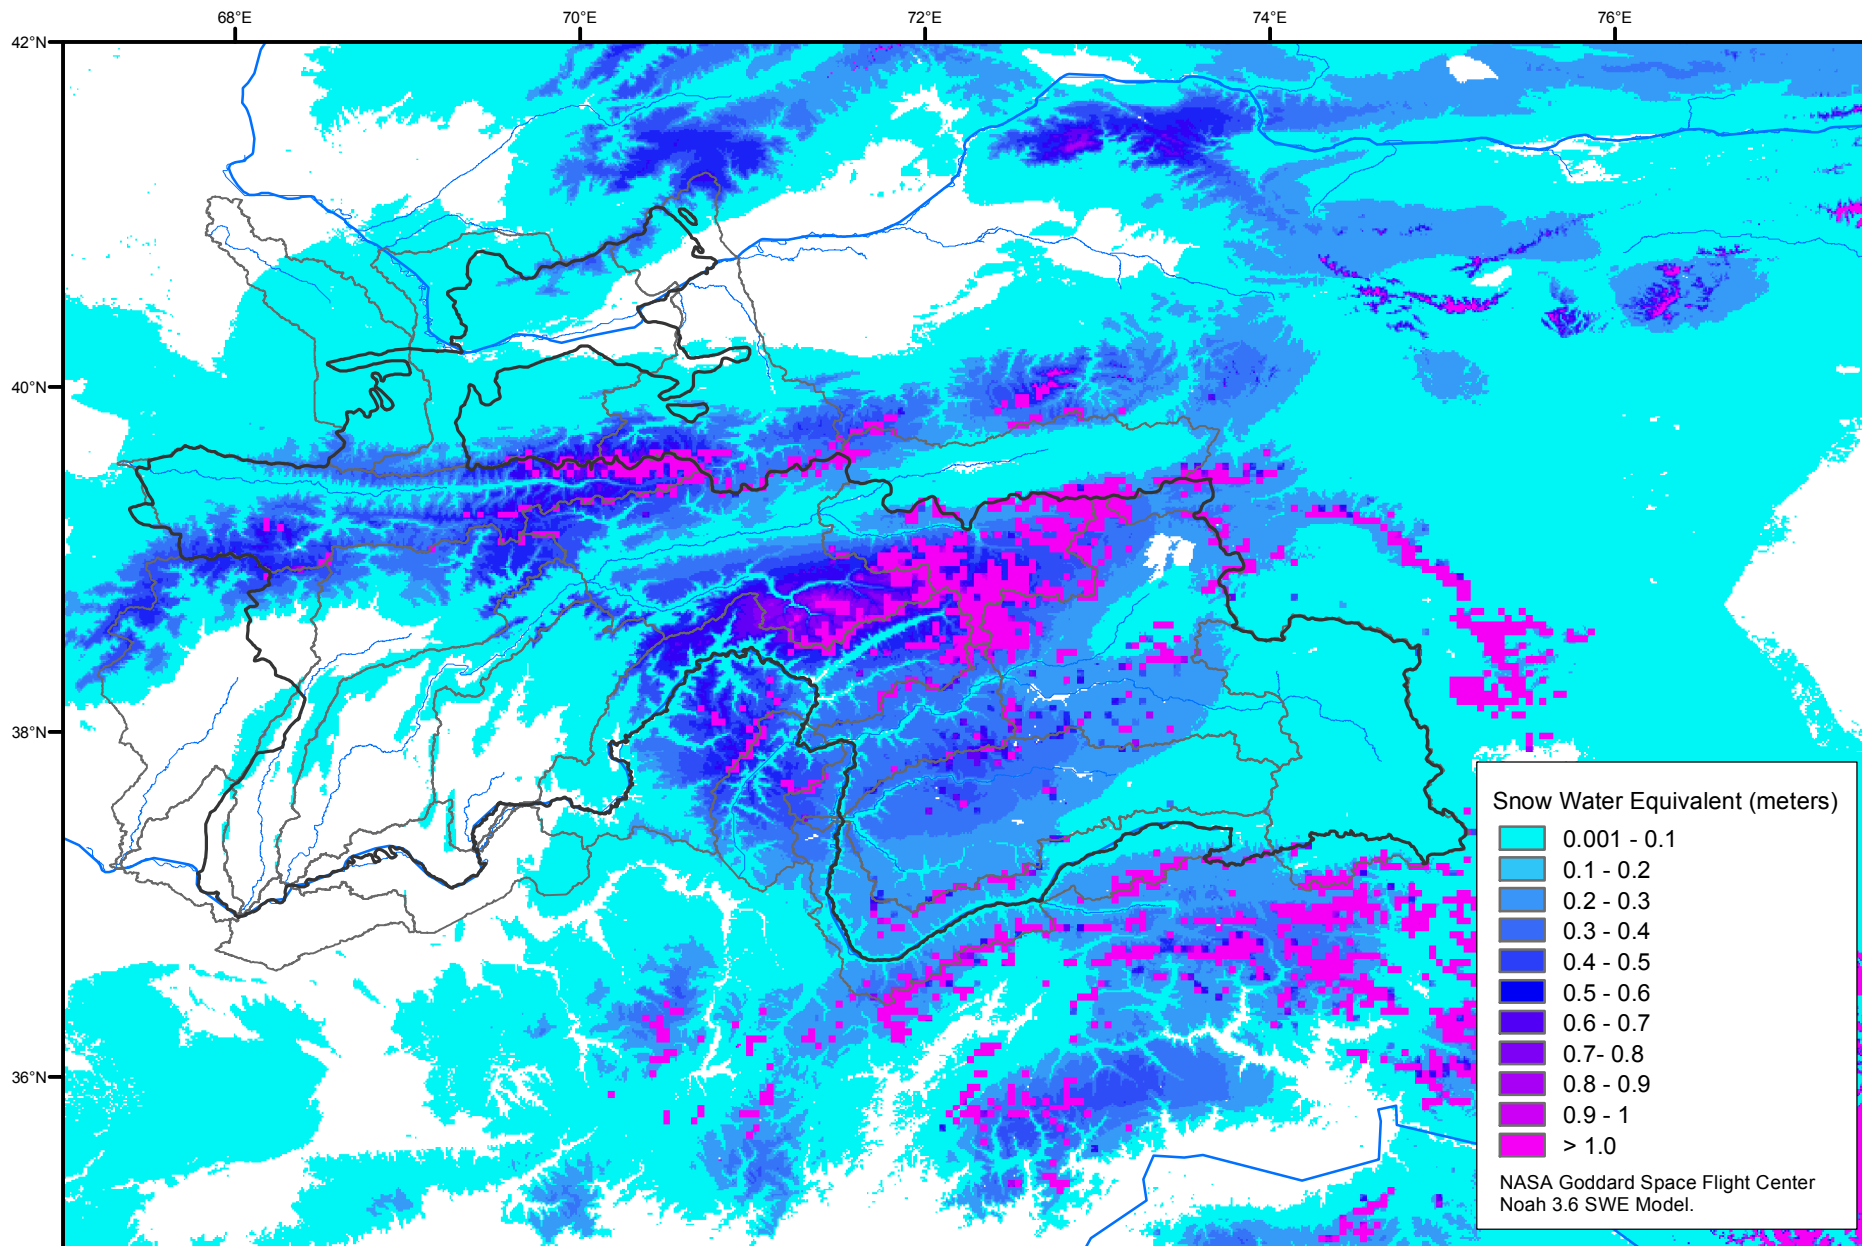 68°E
70°E
72°E
74°E
76°E
42°N
40°N
38°N
36°N
Snow Water Equivalent (meters)
0.001 - 0.1
0.1 - 0.2
0.2 - 0.3
0.3 - 0.4
0.4 - 0.5
0.5 - 0.6
0.6 - 0.7
0.7- 0.8
0.8 - 0.9
0.9 - 1
> 1.0
NASA Goddard Space Flight Center
Noah 3.6 SWE Model.